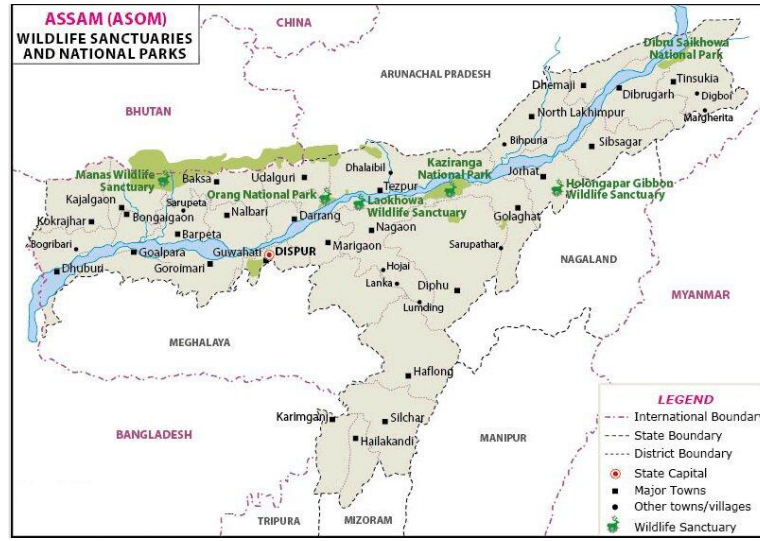 ASSAM (ASOM)
WILDLIFE SANCTUARIES
AND NATIONAL PARKS
CHINA
Dibru Saikhowa
National Park
ARUNACHAL PRADESH
Tinsukia
Dhemaji
Dibrugarh
Digboi
BHUTAN
North Lakhimpur
Margherita
Bihpuria
Sibsagar
Dhalaibil
Kaziranga
National Park
Manas Wildlife
Sanctuary
Baksa
Udalguri
Jorhat
Tezpur
Holongapar Gibbon
Wildlife Sanctuary
Orang National Park
Laokhowa
Wildlife Sanctuary
Kajalgaon
Sarupeta
Kokrajhar
Bongaigaon
Nalbari
Darrang
Golaghat
Barpeta
Nagaon
Bogribari
Goalpara
Guwahati
DISPUR
Marigaon
Sarupathar
Dhuburi
Goroimari
Hojai
NAGALAND
Lanka
Diphu
MYANMAR
Lumding
MEGHALAYA
Haflong
Karimganj
Silchar
BANGLADESH
Hailakandi
MANIPUR
TRIPURA
MIZORAM
LEGEND
International Boundary
State Boundary
District Boundary
State Capital
Major Towns
Other towns/villages
Wildlife Sanctuary